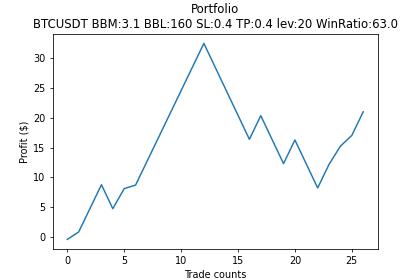 Portfolio
BTCUSDT BBM:3.1 BBL:160 SL:0.4 TP:0.4 lev:20 WinRatio:63.0
Profit ($)
30
25
20
15
10
5
0
0 5 10 15 20 25
Trade counts